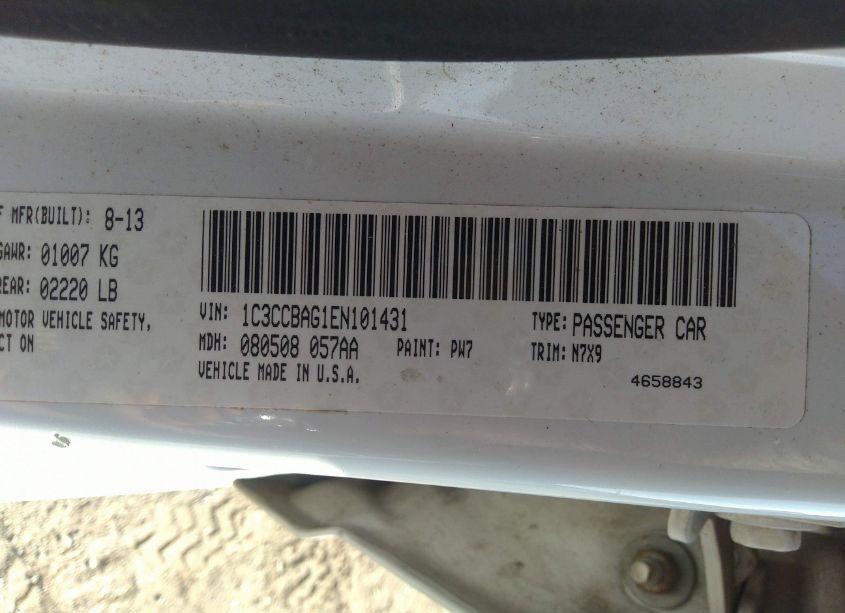 F MFR(BUILT): 8-13
GAWR: 01007 KG
REAR: 02220 LB
MOTOR VEHICLE SAFETY,
CT ON
VIN: 1C3CCBAG1EN101431 TYPE: PASSENGER CAR
MDH: 080508 057AA PAINT: PW7 TRIM: N7X9
VEHICLE MADE IN U.S.A. 4658843